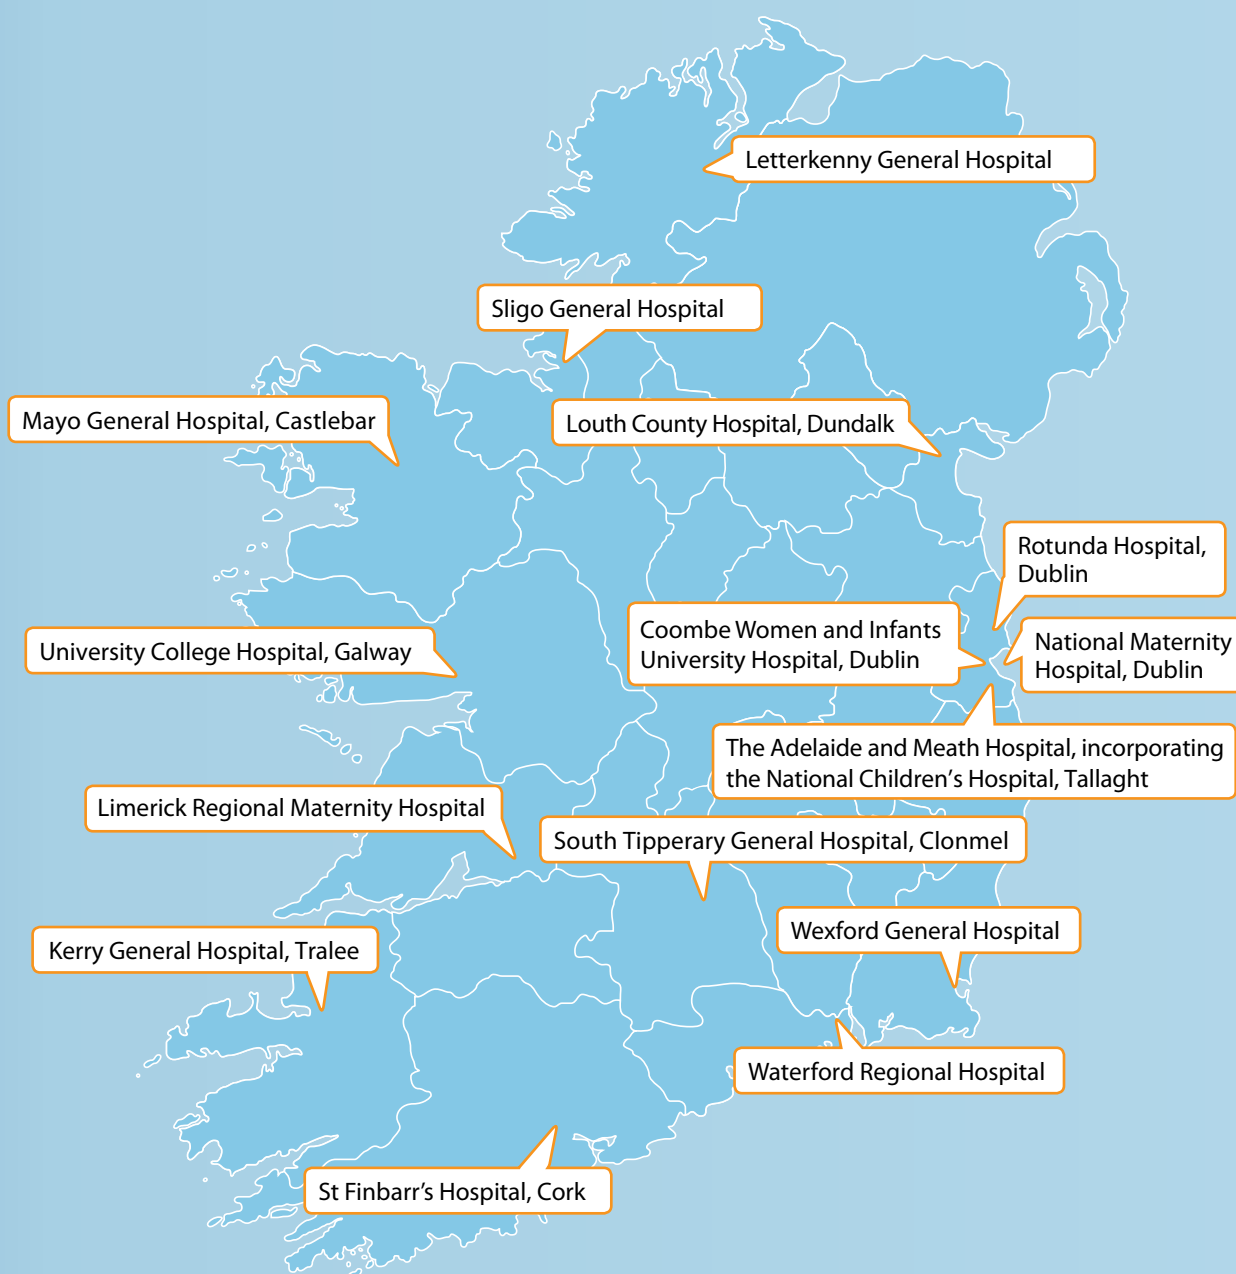 Letterkenny General Hospital
Sligo General Hospital
Mayo General Hospital, Castlebar
Louth County Hospital, Dundalk
Rotunda Hospital,
Dublin
Coombe Women and Infants
University Hospital, Dublin
National Maternity
Hospital, Dublin
University College Hospital, Galway
The Adelaide and Meath Hospital, incorporating
the National Children's Hospital, Tallaght
Limerick Regional Maternity Hospital
South Tipperary General Hospital, Clonmel
Wexford General Hospital
Kerry General Hospital, Tralee
Waterford Regional Hospital
St Finbarr's Hospital, Cork